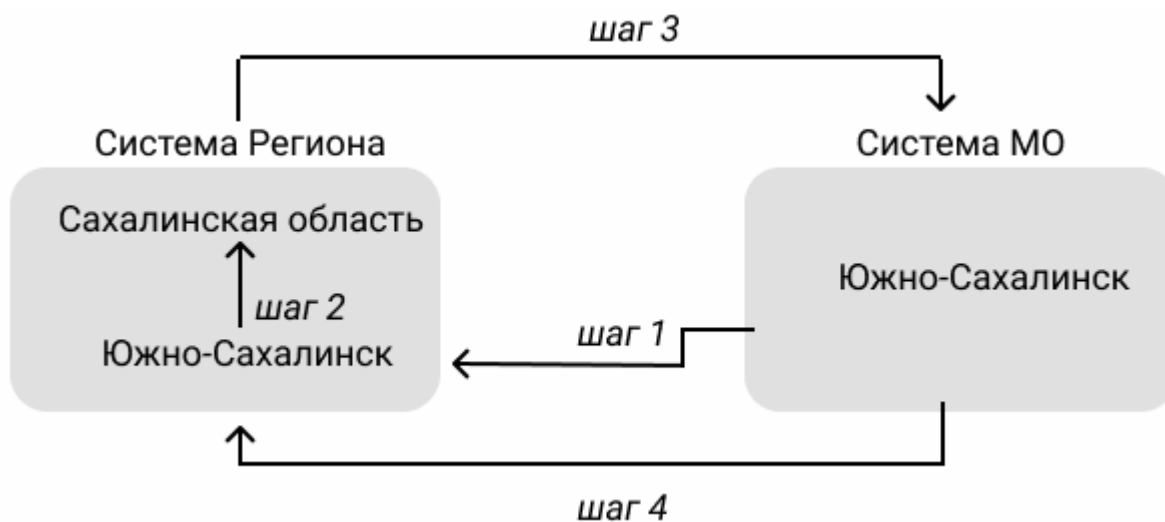 шаг 3
Система Региона
Система МО
Сахалинская область
Южно-Сахалинск
шаг 2
шаг 1
Южно-Сахалинск
шаг 4